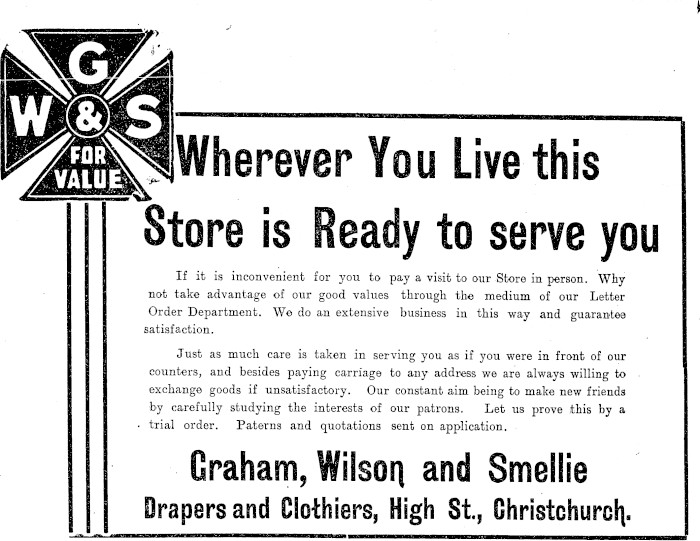 G
W & S
FOR
VALUE
Wherever You Live this
Store is Ready to serve you
If it is inconvenient for you to pay a visit to our Store in person. Why
not take advantage of our good values through the medium of our Letter
Order Department. We do an extensive business in this way and guarantee
satisfaction.
Just as much care is taken in serving you as if you were in front of our
counters, and besides paying carriage to any address we are always willing to
exchange goods if unsatisfactory. Our constant aim being to make new friends
by carefully studying the interests of our patrons. Let us prove this by a
trial order. Paterns and quotations sent on application.
Graham, Wilson and Smellie
Drapers and Clothiers, High St., Christchurch.